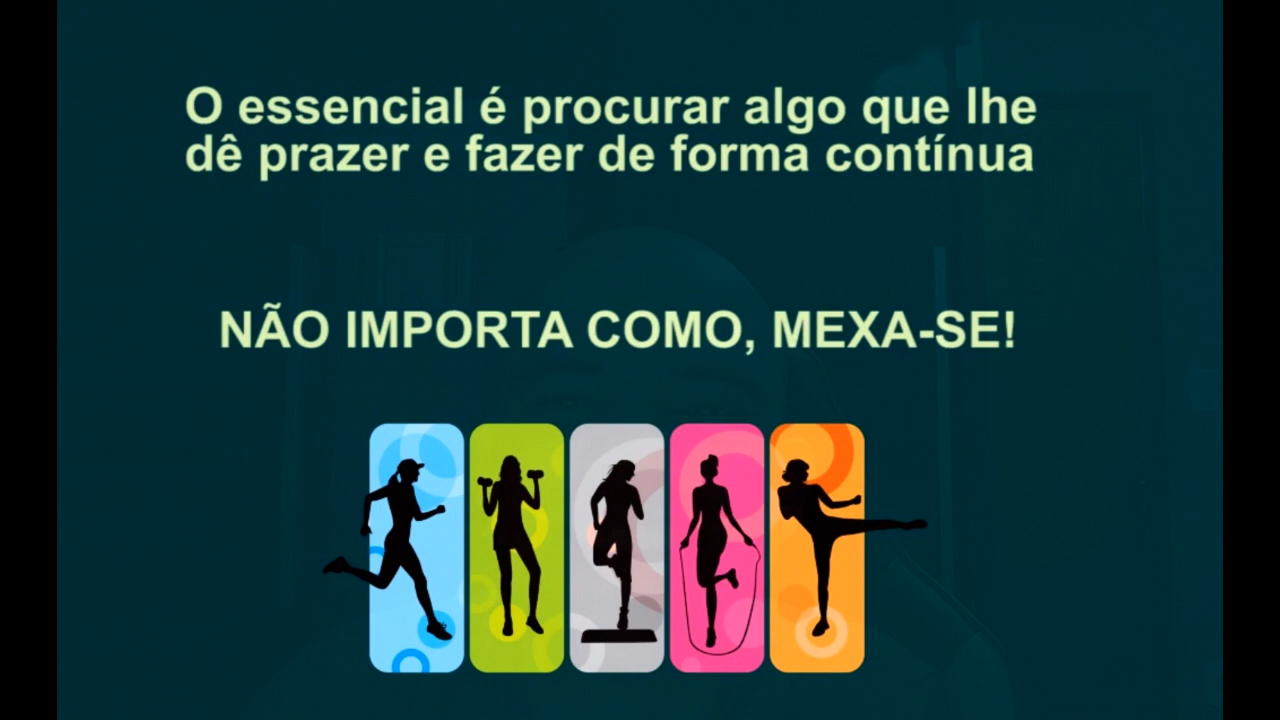 O essencial é procurar algo que lhe
dê prazer e fazer de forma contínua
NÃO IMPORTA COMO, MEXA-SE!